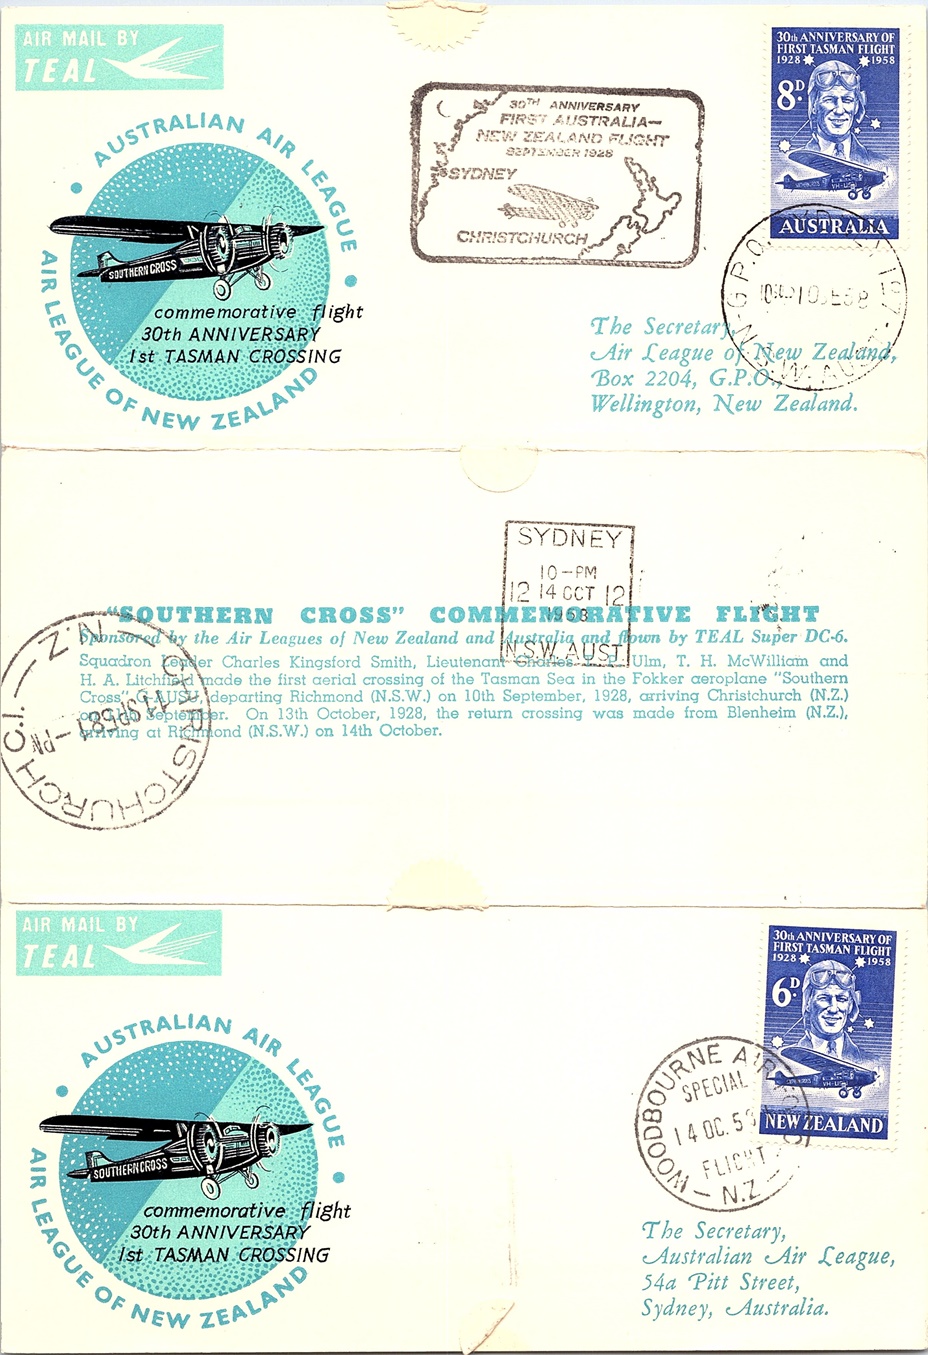 AIR MAIL BY
TEAL
AUSTRALIAN AIR LEAGUE
SOUTHERN CROSS
commemorative flight
30th ANNIVERSARY
1st TASMAN CROSSING
AIR LEAGUE OF NEW ZEALAND
30TH ANNIVERSARY
FIRST AUSTRALIA—
NEW ZEALAND FLIGHT
SEPTEMBER 1928
SYDNEY
CHRISTCHURCH
30th ANNIVERSARY OF
FIRST TASMAN FLIGHT
1928 1958
8D.
AUSTRALIA
G.P.O. SYDNEY
N.S.W. AUST
The Secretary,
Air League of New Zealand,
Box 2204, G.P.O.,
Wellington, New Zealand.
SYDNEY
10-PM
12 14 OCT 12
1958
N.S.W. AUST
"SOUTHERN CROSS" COMMEMORATIVE FLIGHT
Sponsored by the Air Leagues of New Zealand and Australia and flown by TEAL Super DC-6.
Squadron Leader Charles Kingsford Smith, Lieutenant Charles Ulm, T. H. McWilliam and
H. A. Litchfield made the first aerial crossing of the Tasman Sea in the Fokker aeroplane "Southern
Cross", departing Richmond (N.S.W.) on 10th September, 1928, arriving Christchurch (N.Z.)
September. On 13th October, 1928, the return crossing was made from Blenheim (N.Z.),
arriving at Richmond (N.S.W.) on 14th October.
CHRISTCHURCH C.I. — N.Z.
11SP58
-PM
AIR MAIL BY
TEAL
AUSTRALIAN AIR LEAGUE
SOUTHERN CROSS
commemorative flight
30th ANNIVERSARY
1st TASMAN CROSSING
AIR LEAGUE OF NEW ZEALAND
30th ANNIVERSARY OF
FIRST TASMAN FLIGHT
1928 1958
6D.
NEW ZEALAND
WOODBOURNE
SPECIAL
14 OC. 58
FLIGHT
— N.Z —
The Secretary,
Australian Air League,
54a Pitt Street,
Sydney, Australia.